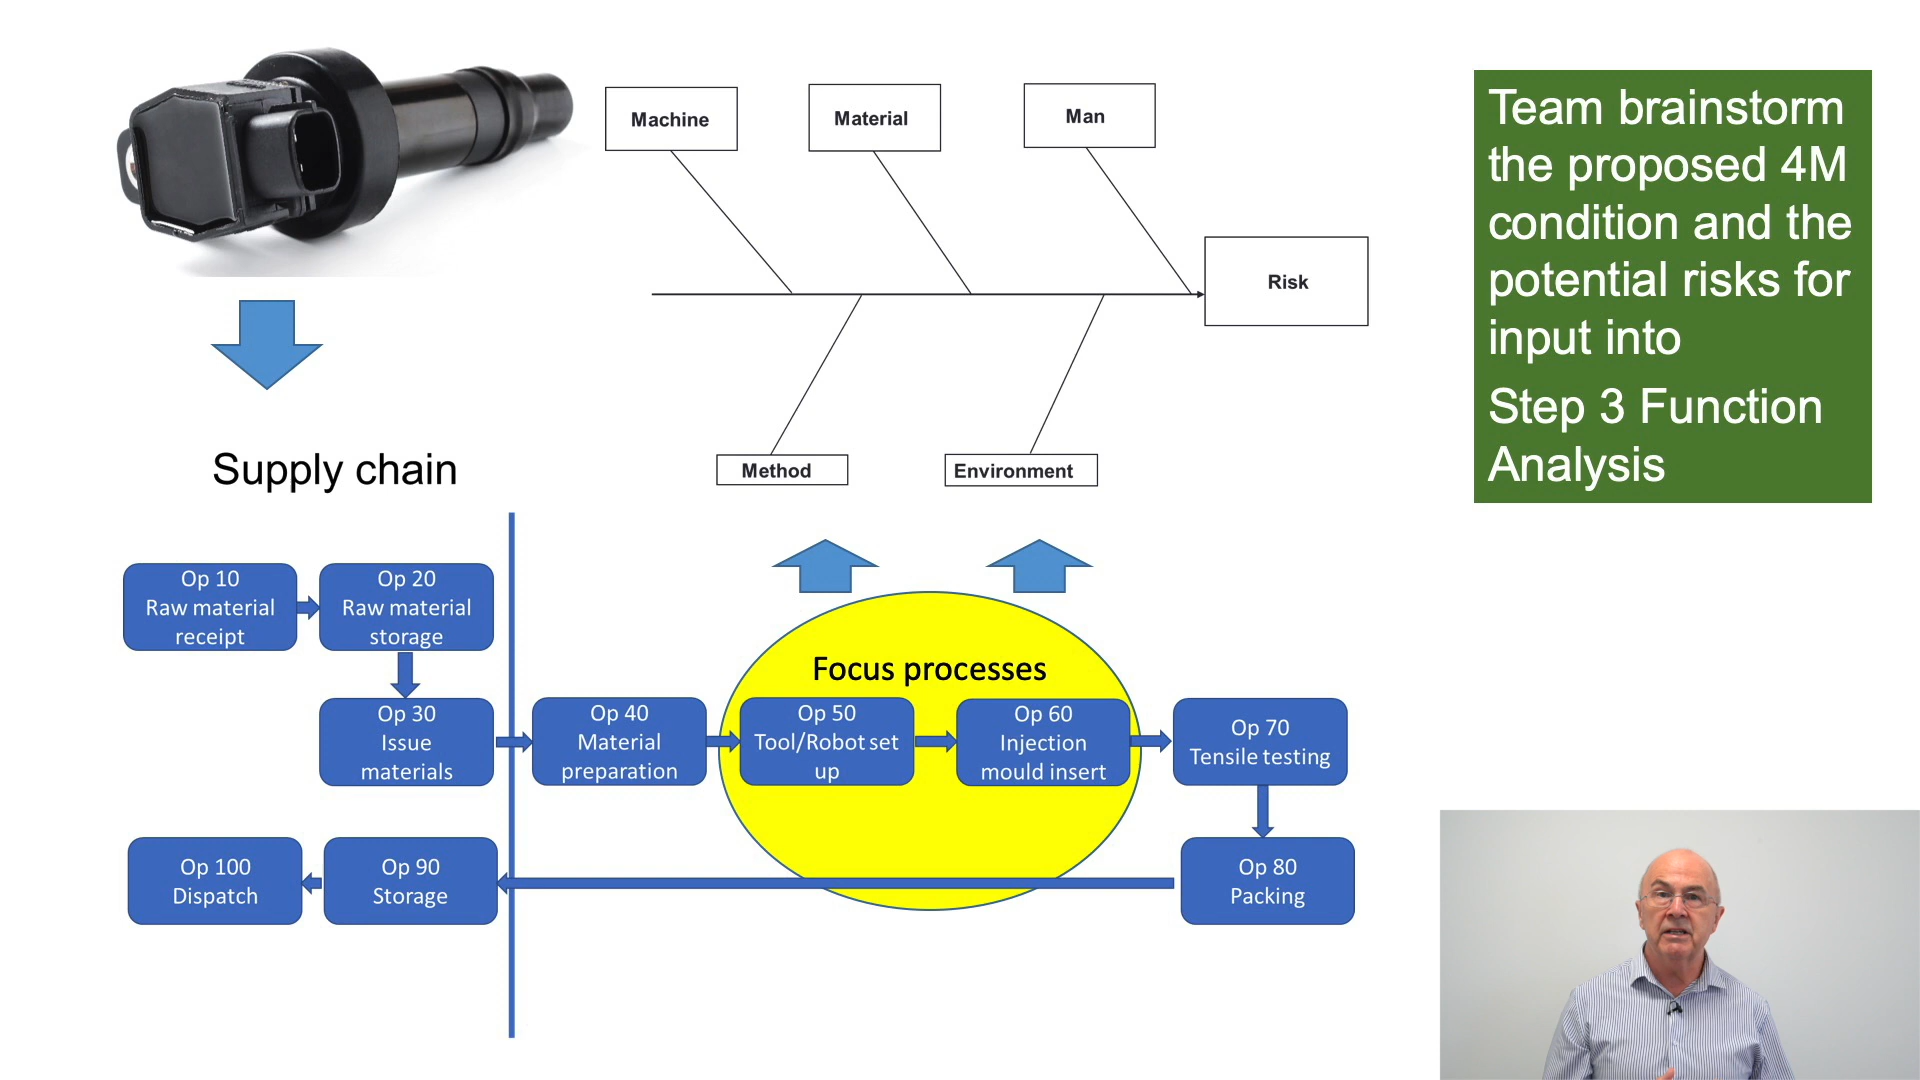 Machine
Material
Man
Risk
Method
Environment
Team brainstorm
the proposed 4M
condition and the
potential risks for
input into
Step 3 Function
Analysis
Supply chain
Focus processes
Op 10
Raw material
receipt
Op 20
Raw material
storage
Op 30
Issue
materials
Op 40
Material
preparation
Op 50
Tool/Robot set
up
Op 60
Injection
mould insert
Op 70
Tensile testing
Op 80
Packing
Op 90
Storage
Op 100
Dispatch